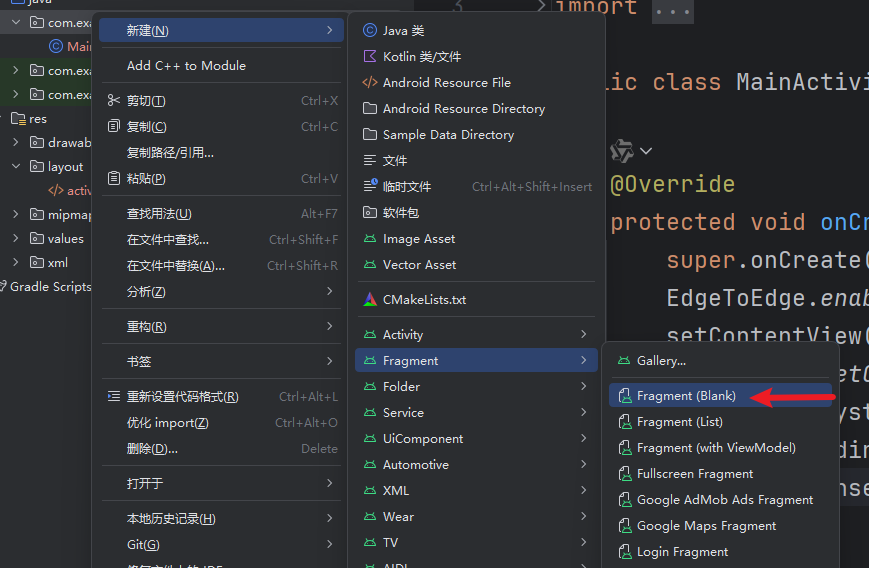 java
com.exa
Main
com.exa
com.exa
res
drawab
layout
activ
mipmap
values
xml
Gradle Scripts
新建(N)
Add C++ to Module
剪切(T) Ctrl+X
复制(C) Ctrl+C
复制路径/引用...
粘贴(P) Ctrl+V
查找用法(U) Alt+F7
在文件中查找... Ctrl+Shift+F
在文件中替换(A)... Ctrl+Shift+R
分析(Z)
重构(R)
书签
重新设置代码格式(R) Ctrl+Alt+L
优化 import(Z) Ctrl+Alt+O
删除(D)... Delete
打开于
本地历史记录(H)
Git(G)
Java 类
Kotlin 类/文件
Android Resource File
Android Resource Directory
Sample Data Directory
文件
临时文件 Ctrl+Alt+Shift+Insert
软件包
Image Asset
Vector Asset
CMakeLists.txt
Activity
Fragment
Folder
Service
UiComponent
Automotive
XML
Wear
TV
AIDL
Gallery...
Fragment (Blank)
Fragment (List)
Fragment (with ViewModel)
Fullscreen Fragment
Google AdMob Ads Fragment
Google Maps Fragment
Login Fragment
3 import ...
lic class MainActivi
@Override
protected void onCr
super.onCreate(
EdgeToEdge.enab
setContentView(
etO
yst
din
nse